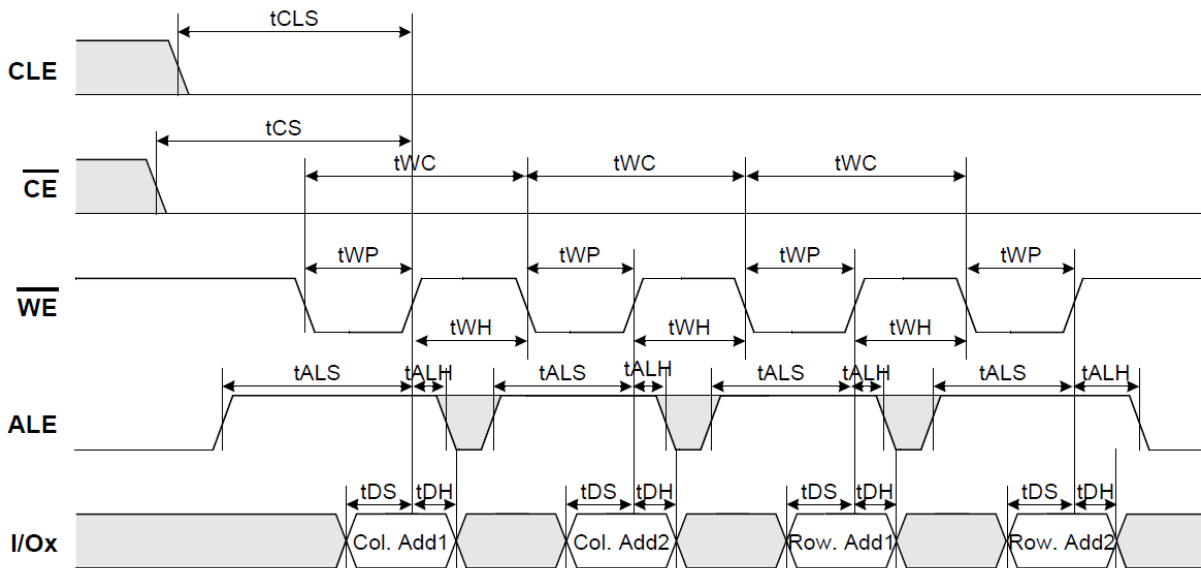 tCLS
CLE
tCS
CE
tWC tWC tWC
tWP tWP tWP tWP
WE
tWH tWH tWH
tALS tALH tALS tALH tALS tALH tALS tALH
ALE
tDS tDH tDS tDH tDS tDH tDS tDH
I/Ox Col. Add1 Col. Add2 Row. Add1 Row. Add2